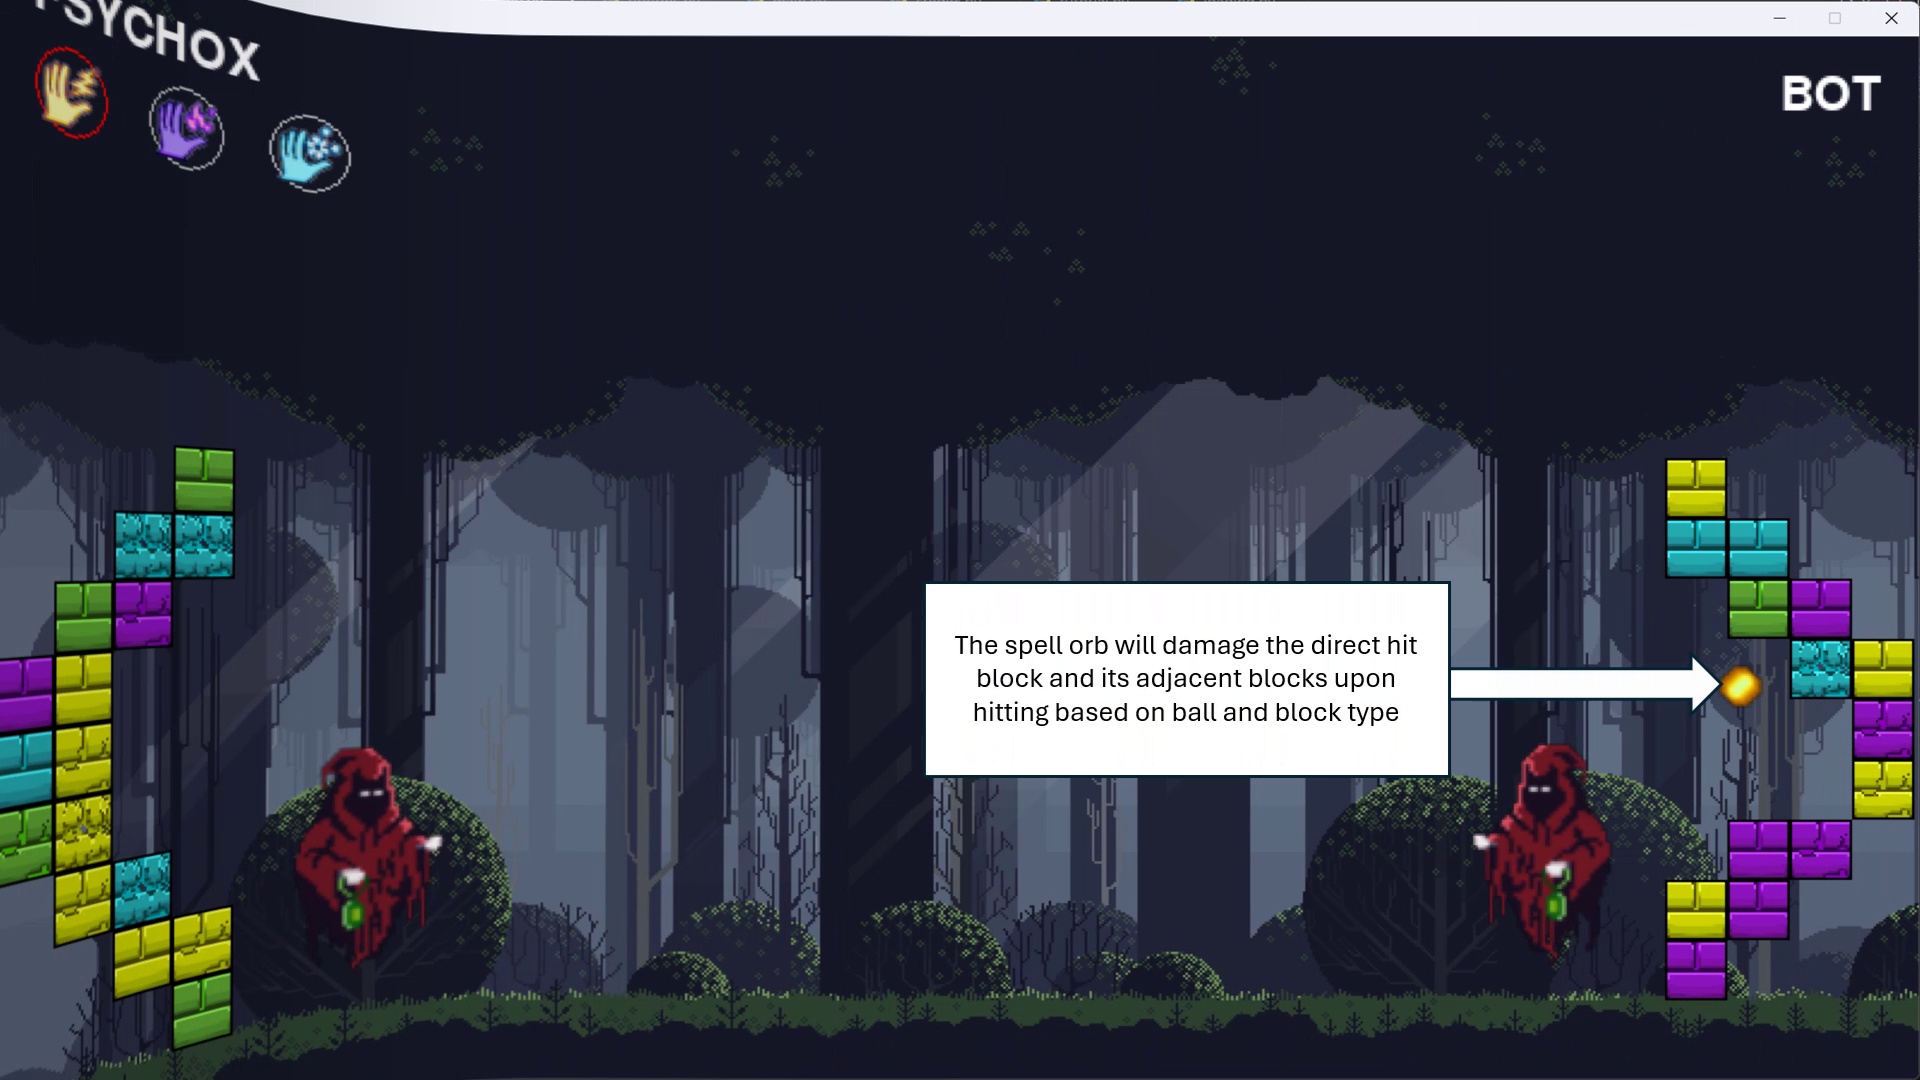 PSYCHOX
BOT
The spell orb will damage the direct hit
block and its adjacent blocks upon
hitting based on ball and block type